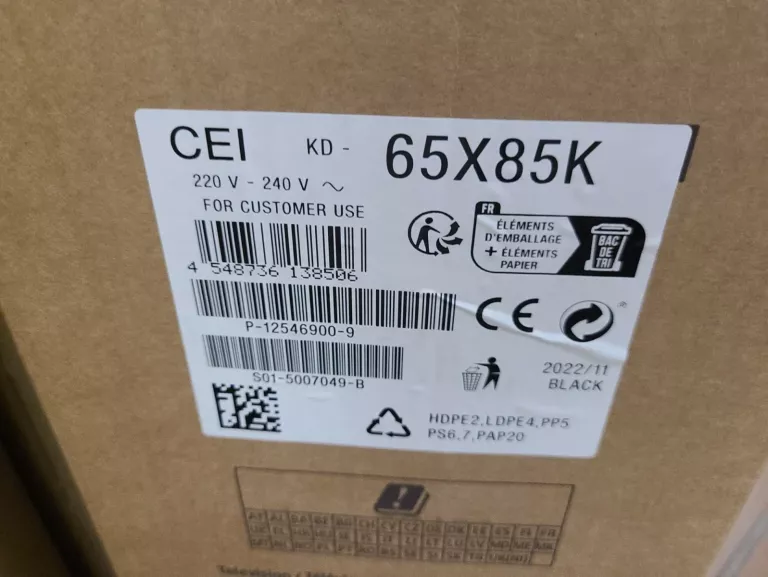 CEI KD - 65X85K
220 V - 240 V ~
FOR CUSTOMER USE
4 548736 138506
P-12546900-9
S01-5007049-B
FR
ÉLÉMENTS
D'EMBALLAGE
+ ÉLÉMENTS
PAPIER
BAC
DE
TRI
CE
2022/11
BLACK
HDPE2,LDPE4,PP5
PS6,7,PAP20